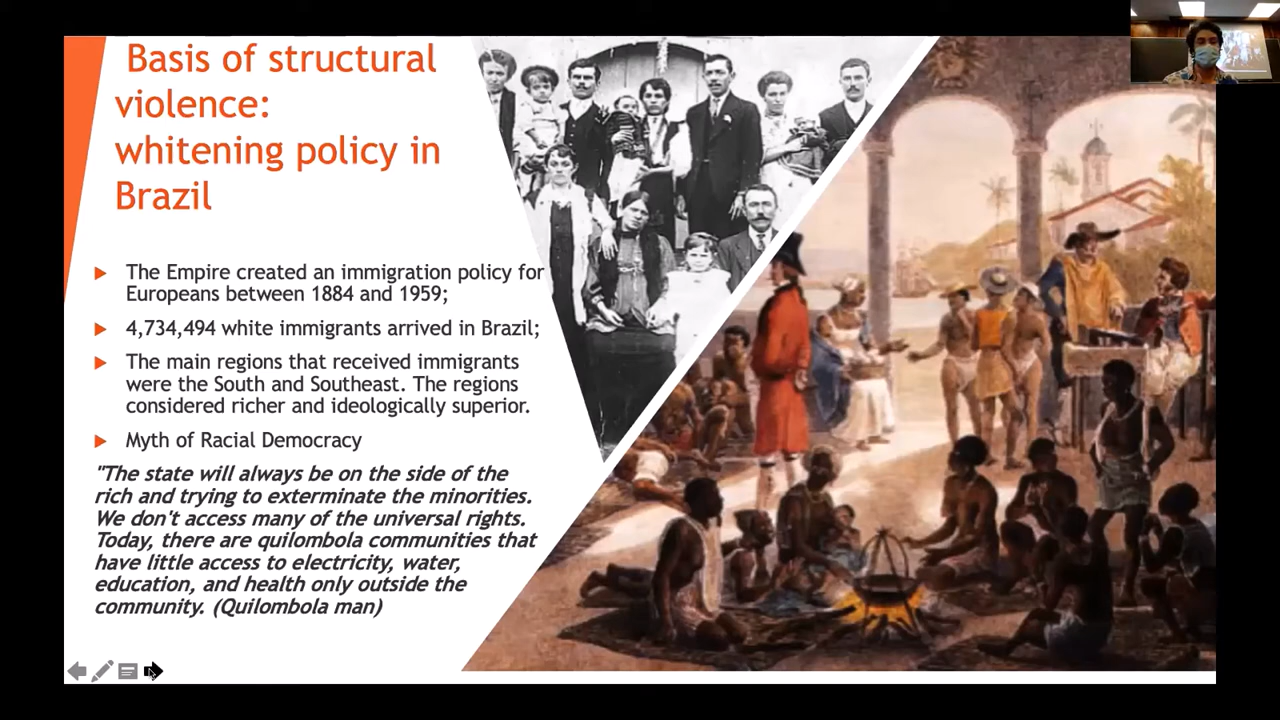 Basis of structural
violence:
whitening policy in
Brazil
The Empire created an immigration policy for
Europeans between 1884 and 1959;
4,734,494 white immigrants arrived in Brazil;
The main regions that received immigrants
were the South and Southeast. The regions
considered richer and ideologically superior.
Myth of Racial Democracy
"The state will always be on the side of the
rich and trying to exterminate the minorities.
We don't access many of the universal rights.
Today, there are quilombola communities that
have little access to electricity, water,
education, and health only outside the
community. (Quilombola man)